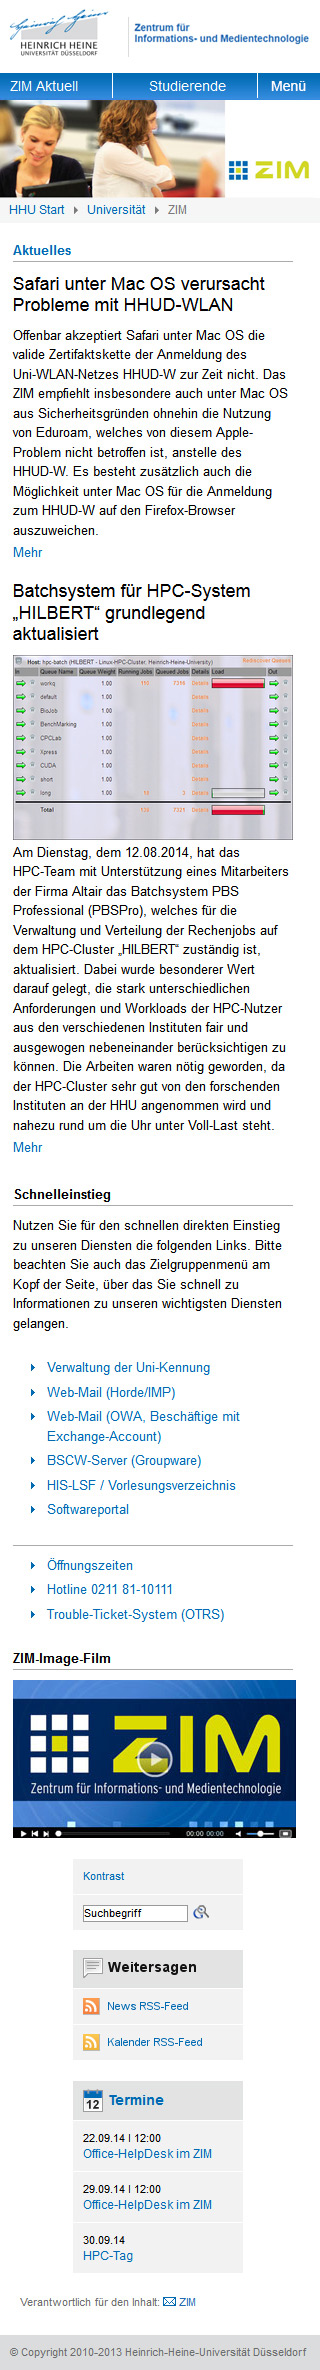 HEINRICH HEINE
UNIVERSITÄT DÜSSELDORF
Zentrum für
Informations- und Medientechnologie
ZIM Aktuell
Studierende
Menü
ZIM
HHU Start
Universität
ZIM
Aktuelles
Safari unter Mac OS verursacht
Probleme mit HHUD-WLAN
Offenbar akzeptiert Safari unter Mac OS die
valide Zertifaktskette der Anmeldung des
Uni-WLAN-Netzes HHUD-W zur Zeit nicht. Das
ZIM empfiehlt insbesondere auch unter Mac OS
aus Sicherheitsgründen ohnehin die Nutzung
von Eduroam, welches von diesem Apple-
Problem nicht betroffen ist, anstelle des
HHUD-W. Es besteht zusätzlich auch die
Möglichkeit unter Mac OS für die Anmeldung
zum HHUD-W auf den Firefox-Browser
auszuweichen.
Mehr
Batchsystem für HPC-System
„HILBERT“ grundlegend
aktualisiert
Host: hpc-batch (HILBERT - Linux-HPC-Cluster, Heinrich-Heine-University)
In Queue Name Queue Weight Running Jobs Queued Jobs Details Load Out
workq 1.00 Details
default 1.00 Details
BioJob 1.00 Details
BenchMarking 1.00 Details
CPCLab 1.00 Details
Xpress 1.00 Details
CUDA 1.00 Details
short 1.00 Details
long 1.00 Details
Total
Am Dienstag, dem 12.08.2014, hat das
HPC-Team mit Unterstützung eines Mitarbeiters
der Firma Altair das Batchsystem PBS
Professional (PBSPro), welches für die
Verwaltung und Verteilung der Rechenjobs auf
dem HPC-Cluster „HILBERT“ zuständig ist,
aktualisiert. Dabei wurde besonderer Wert
darauf gelegt, die stark unterschiedlichen
Anforderungen und Workloads der HPC-Nutzer
aus den verschiedenen Instituten fair und
ausgewogen nebeneinander berücksichtigen zu
können. Die Arbeiten waren nötig geworden, da
der HPC-Cluster sehr gut von den forschenden
Instituten an der HHU angenommen wird und
nahezu rund um die Uhr unter Voll-Last steht.
Mehr
Schnelleinstieg
Nutzen Sie für den schnellen direkten Einstieg
zu unseren Diensten die folgenden Links. Bitte
beachten Sie auch das Zielgruppenmenü am
Kopf der Seite, über das Sie schnell zu
Informationen zu unseren wichtigsten Diensten
gelangen.
Verwaltung der Uni-Kennung
Web-Mail (Horde/IMP)
Web-Mail (OWA, Beschäftige mit
Exchange-Account)
BSCW-Server (Groupware)
HIS-LSF / Vorlesungsverzeichnis
Softwareportal
Öffnungszeiten
Hotline 0211 81-10111
Trouble-Ticket-System (OTRS)
ZIM-Image-Film
ZIM
Zentrum für Informations- und Medientechnologie
00:00 00:00
Kontrast
Suchbegriff
Weitersagen
News RSS-Feed
Kalender RSS-Feed
12 Termine
22.09.14 | 12:00
Office-HelpDesk im ZIM
29.09.14 | 12:00
Office-HelpDesk im ZIM
30.09.14
HPC-Tag
Verantwortlich für den Inhalt: ZIM
© Copyright 2010-2013 Heinrich-Heine-Universität Düsseldorf